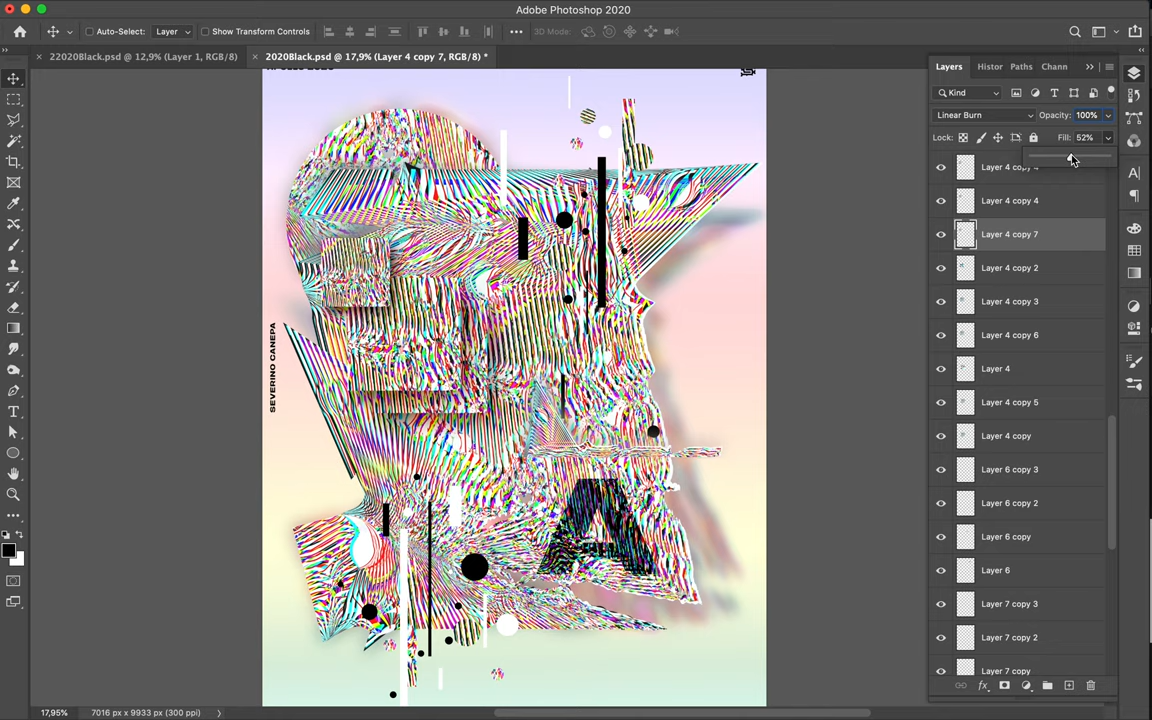 Adobe Photoshop 2020
Auto-Select: Layer Show Transform Controls ••• 3D Mode:
22020Black.psd @ 12,9% (Layer 1, RGB/8)
2020Black.psd @ 17,9% (Layer 4 copy 7, RGB/8) *
Layers Histor Paths Chann
Kind
Linear Burn Opacity: 100%
Lock: Fill: 52%
Layer 4 copy 4
Layer 4 copy 7
Layer 4 copy 2
Layer 4 copy 3
Layer 4 copy 6
Layer 4
Layer 4 copy 5
Layer 4 copy
Layer 6 copy 3
Layer 6 copy 2
Layer 6 copy
Layer 6
Layer 7 copy 3
Layer 7 copy 2
Layer 7 copy
SEVERINO CANEPA
A
17,95% 7016 px x 9933 px (300 ppi)